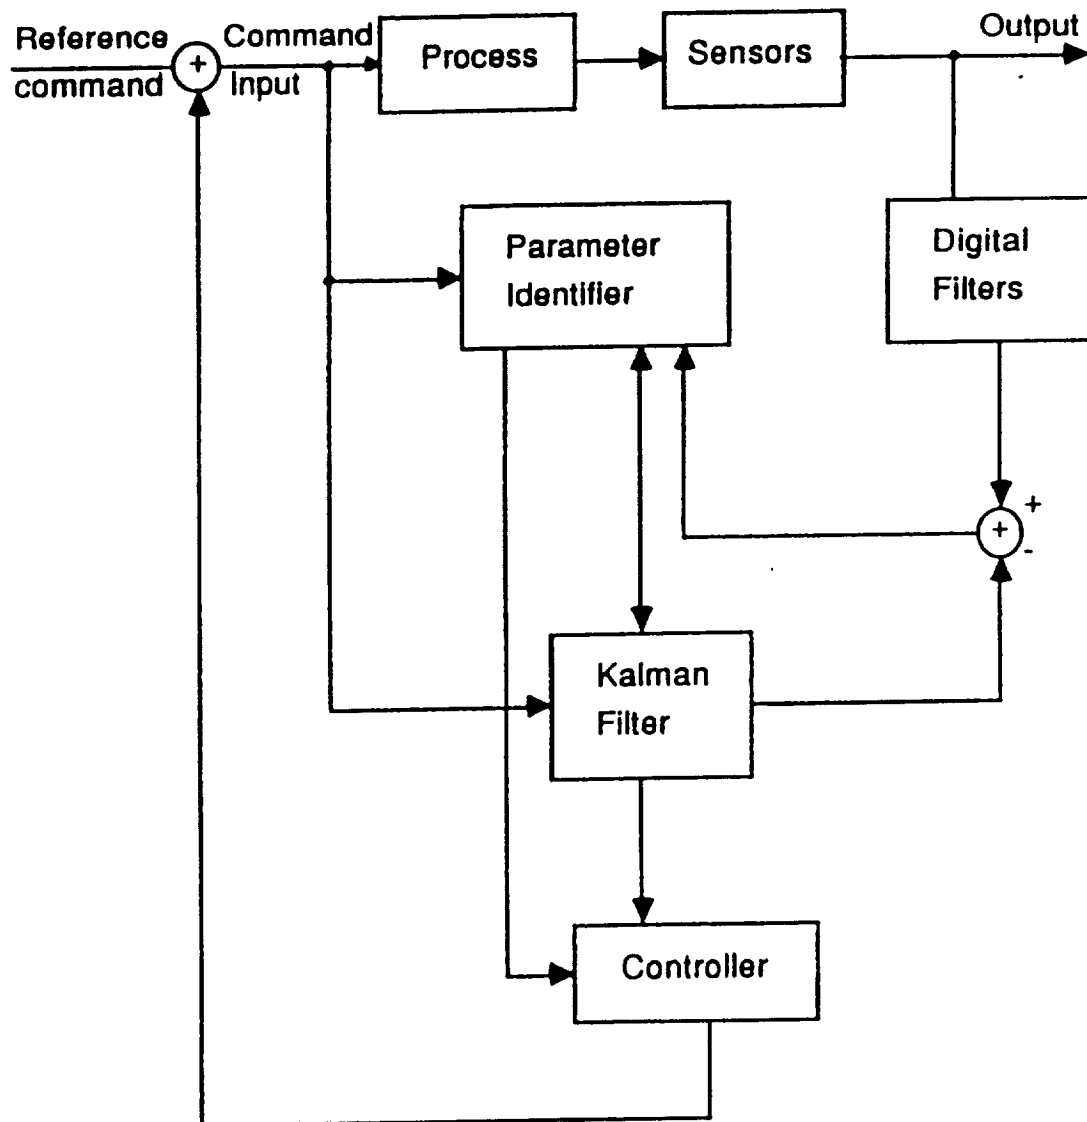 Reference
command
+
Command
Input
Process
Sensors
Output
Parameter
Identifier
Digital
Filters
+
+
-
Kalman
Filter
Controller